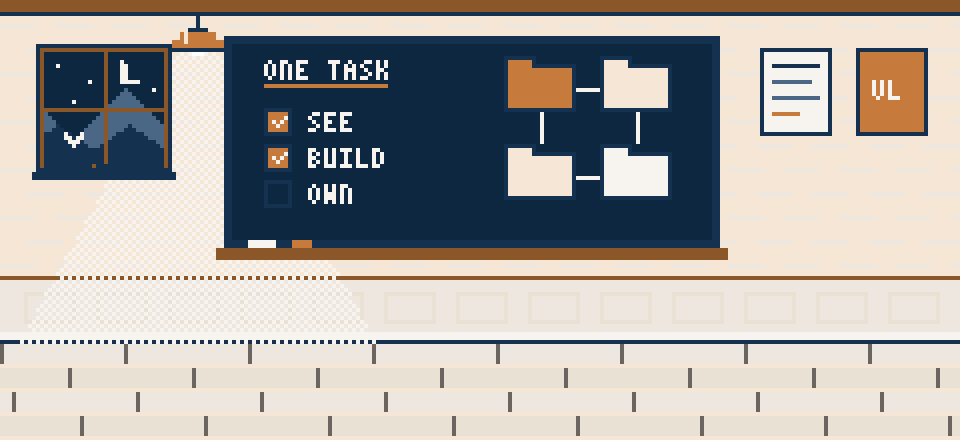 ONE TASK
SEE
BUILD
OWN
VL